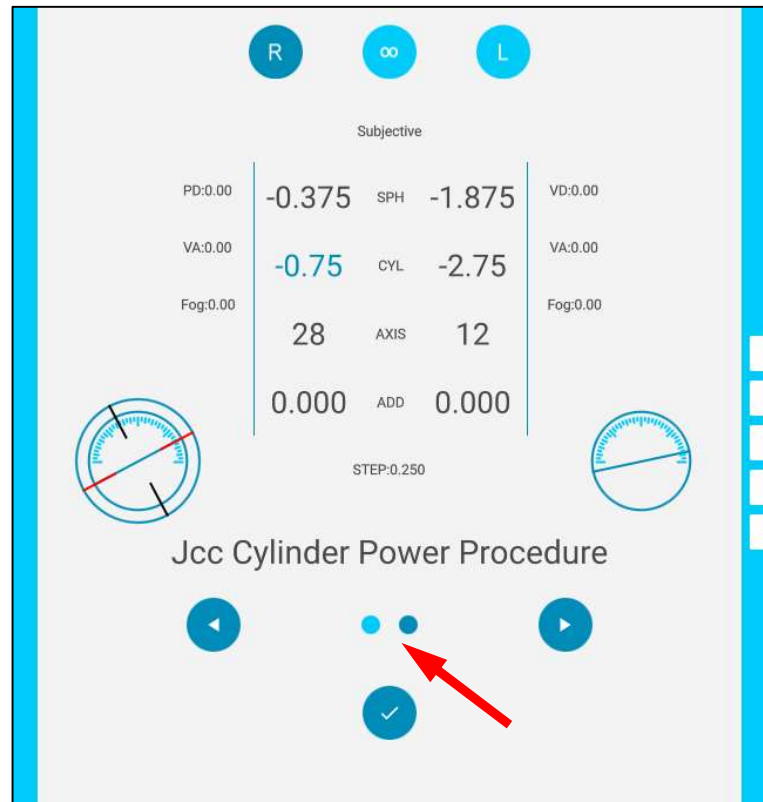 R ∞ L
Subjective
PD:0.00 -0.375 SPH -1.875 VD:0.00
VA:0.00 -0.75 CYL -2.75 VA:0.00
Fog:0.00 28 AXIS 12 Fog:0.00
0.000 ADD 0.000
STEP:0.250
Jcc Cylinder Power Procedure